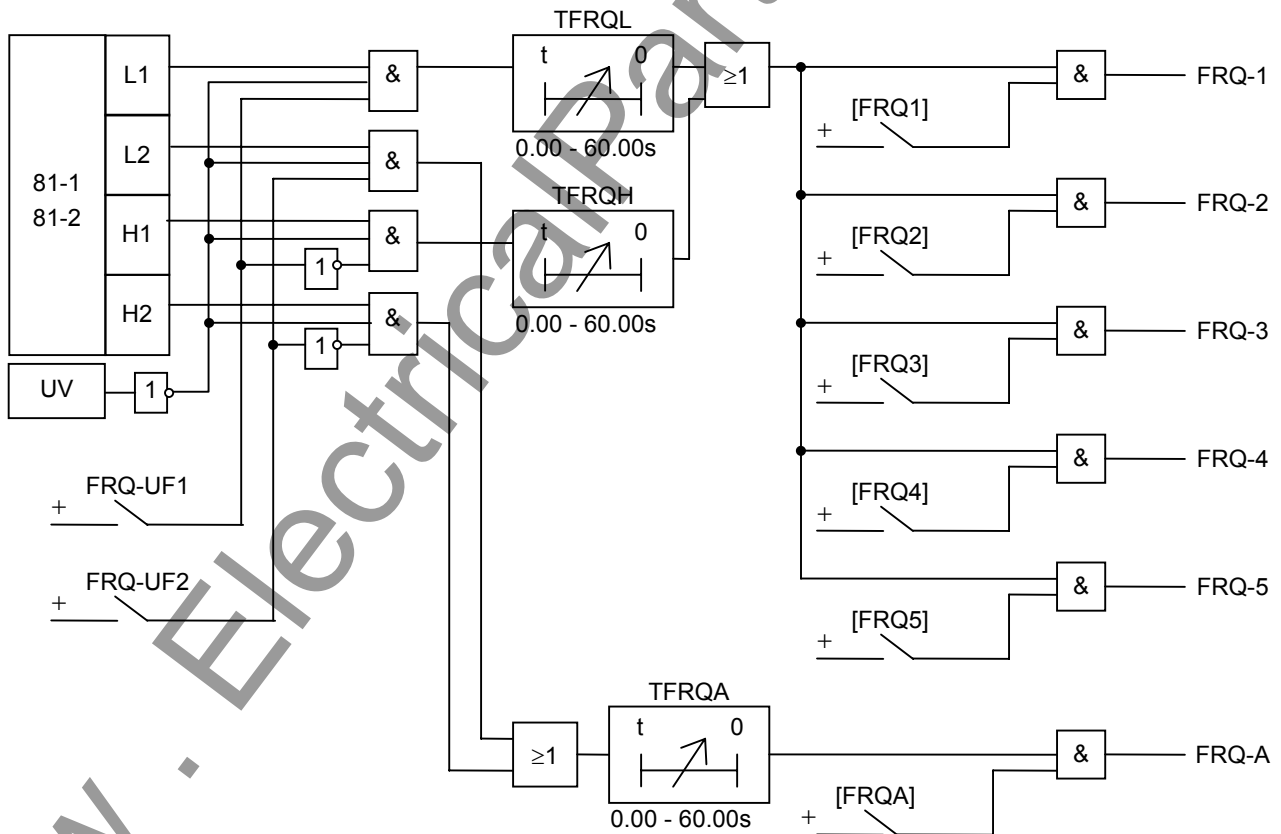 TFRQL
L1
&
t 0
≥1
&
FRQ-1
[FRQ1]
+
0.00 - 60.00s
L2
&
81-1
81-2
TFRQH
&
FRQ-2
H1
&
t 0
[FRQ2]
+
1
0.00 - 60.00s
H2
&
1
&
FRQ-3
UV
1
[FRQ3]
+
&
FRQ-4
FRQ-UF1
+
[FRQ4]
+
FRQ-UF2
+
&
FRQ-5
[FRQ5]
+
TFRQA
≥1
t 0
&
FRQ-A
0.00 - 60.00s
[FRQA]
+
w . ElectricalPar